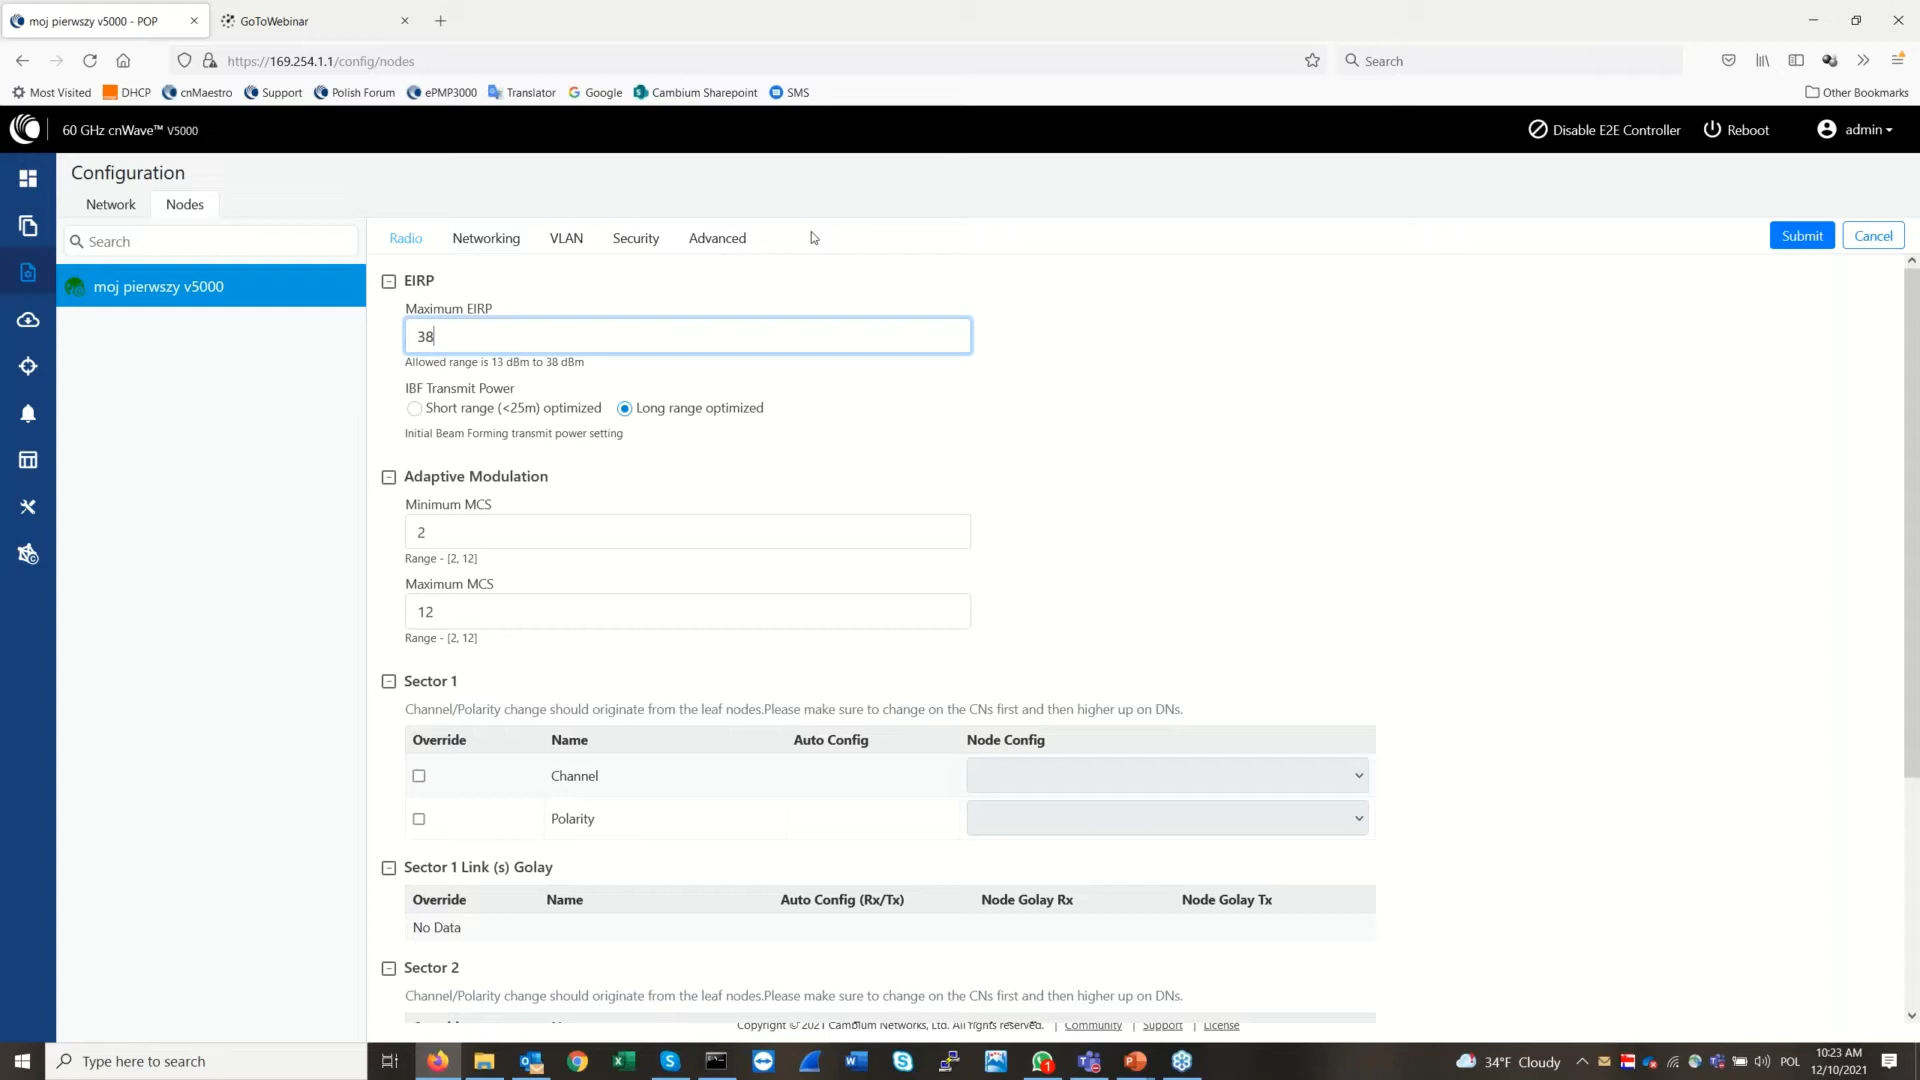 moj pierwszy v5000 - POP
GoToWebinar
https://169.254.1.1/config/nodes
Search
Most Visited DHCP cnMaestro Support Polish Forum ePMP3000 Translator Google Cambium Sharepoint SMS Other Bookmarks
60 GHz cnWave™ V5000
Disable E2E Controller Reboot admin
Configuration
Network Nodes
Search
moj pierwszy v5000
Radio Networking VLAN Security Advanced
Submit Cancel
EIRP
Maximum EIRP
38
Allowed range is 13 dBm to 38 dBm
IBF Transmit Power
Short range (<25m) optimized Long range optimized
Initial Beam Forming transmit power setting
Adaptive Modulation
Minimum MCS
2
Range - [2, 12]
Maximum MCS
12
Range - [2, 12]
Sector 1
Channel/Polarity change should originate from the leaf nodes.Please make sure to change on the CNs first and then higher up on DNs.
Override Name Auto Config Node Config
Channel
Polarity
Sector 1 Link (s) Golay
Override Name Auto Config (Rx/Tx) Node Golay Rx Node Golay Tx
No Data
Sector 2
Channel/Polarity change should originate from the leaf nodes.Please make sure to change on the CNs first and then higher up on DNs.
Copyright © 2021 Cambium Networks, Ltd. All rights reserved. | Community | Support | License
Type here to search
34°F Cloudy
POL
10:23 AM
12/10/2021